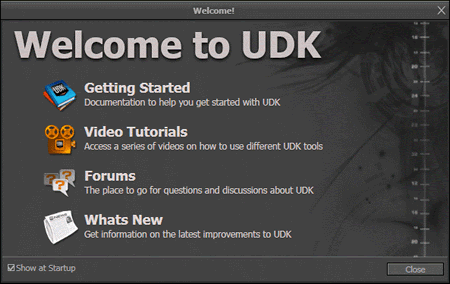 Welcome!
Welcome to UDK
Getting Started
Documentation to help you get started with UDK
Video Tutorials
Access a series of videos on how to use different UDK tools
Forums
The place to go for questions and discussions about UDK
Whats New
Get information on the latest improvements to UDK
Show at Startup
Close